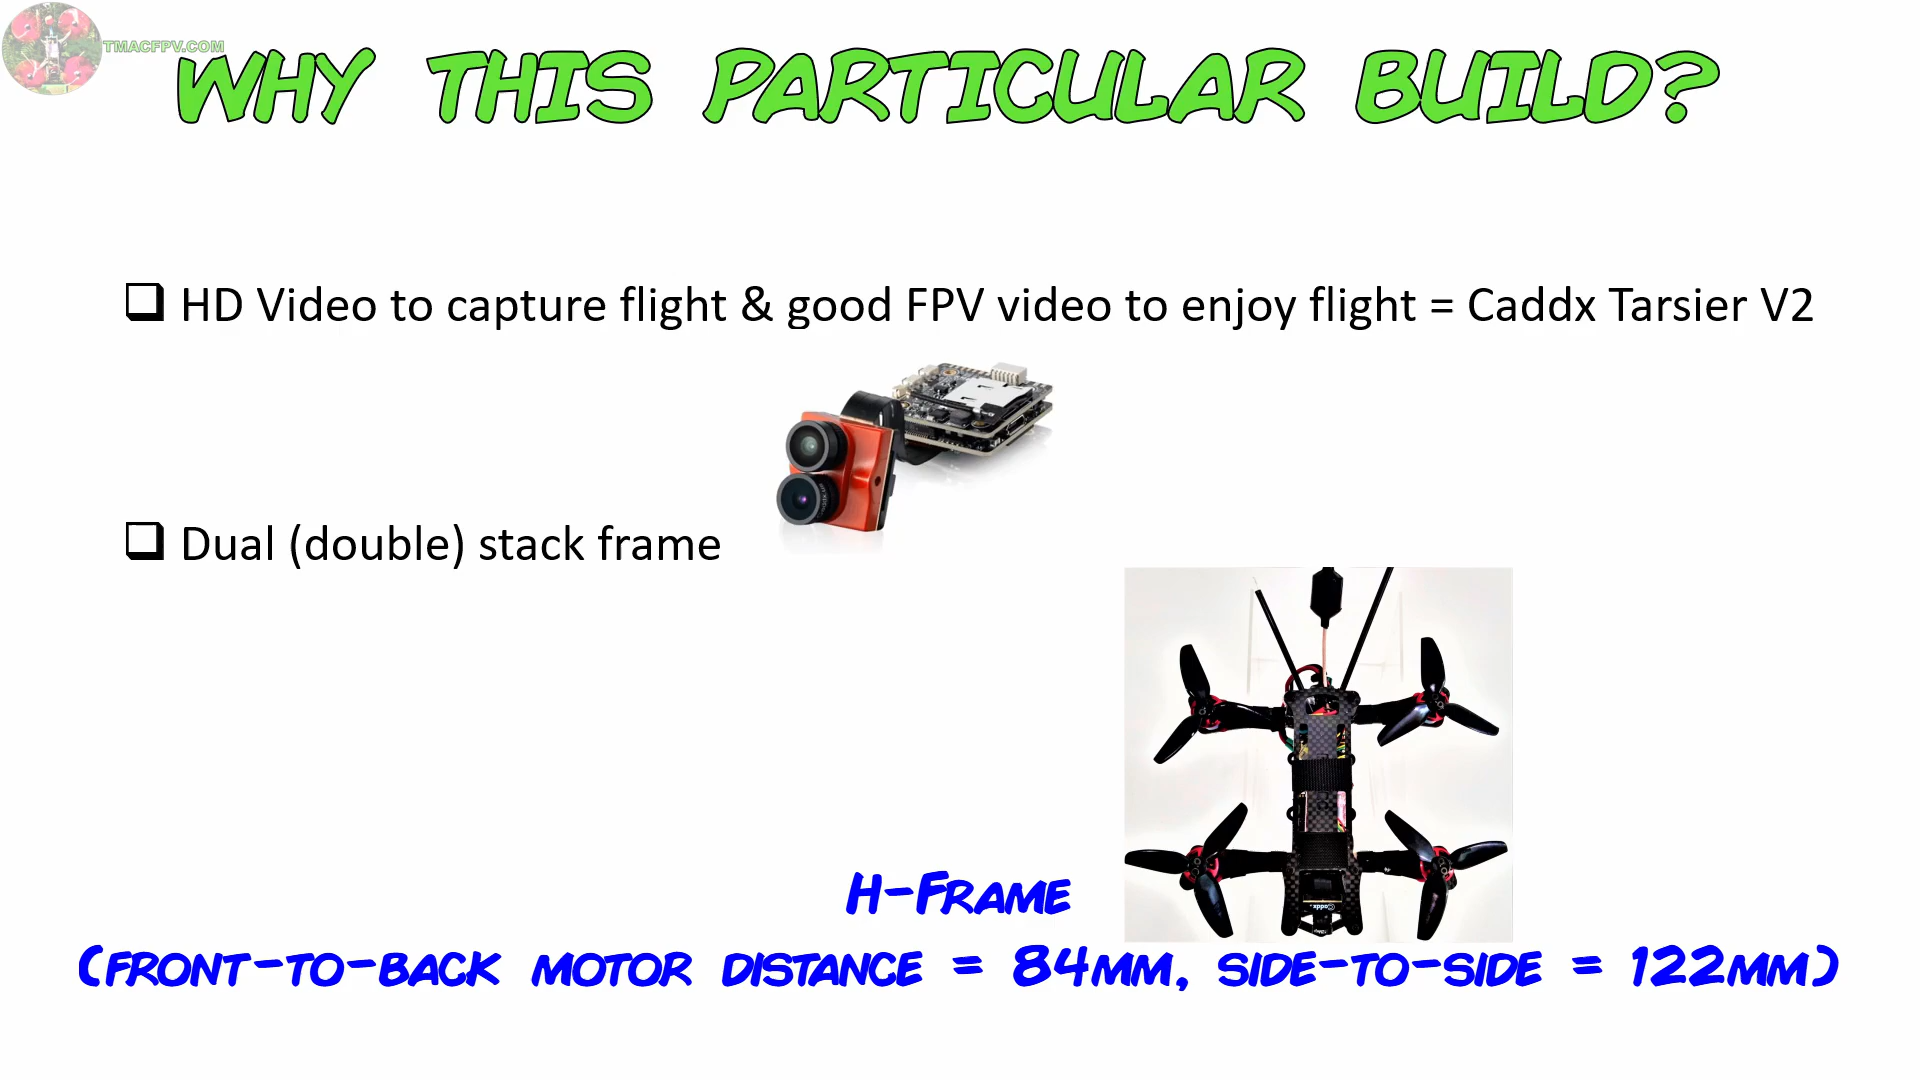 TMACFPV.COM
WHY THIS PARTICULAR BUILD?
HD Video to capture flight & good FPV video to enjoy flight = Caddx Tarsier V2
Dual (double) stack frame
Caddx
H-FRAME
(FRONT-TO-BACK MOTOR DISTANCE = 84MM, SIDE-TO-SIDE = 122MM)